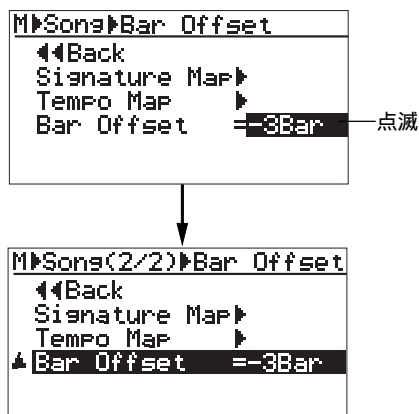 M▶Song▶Bar Offset
◀◀Back
Signature Map▶
Tempo Map ▶
Bar Offset =-3Bar
点滅
M▶Song(2/2)▶Bar Offset
◀◀Back
Signature Map▶
Tempo Map ▶
Bar Offset =-3Bar